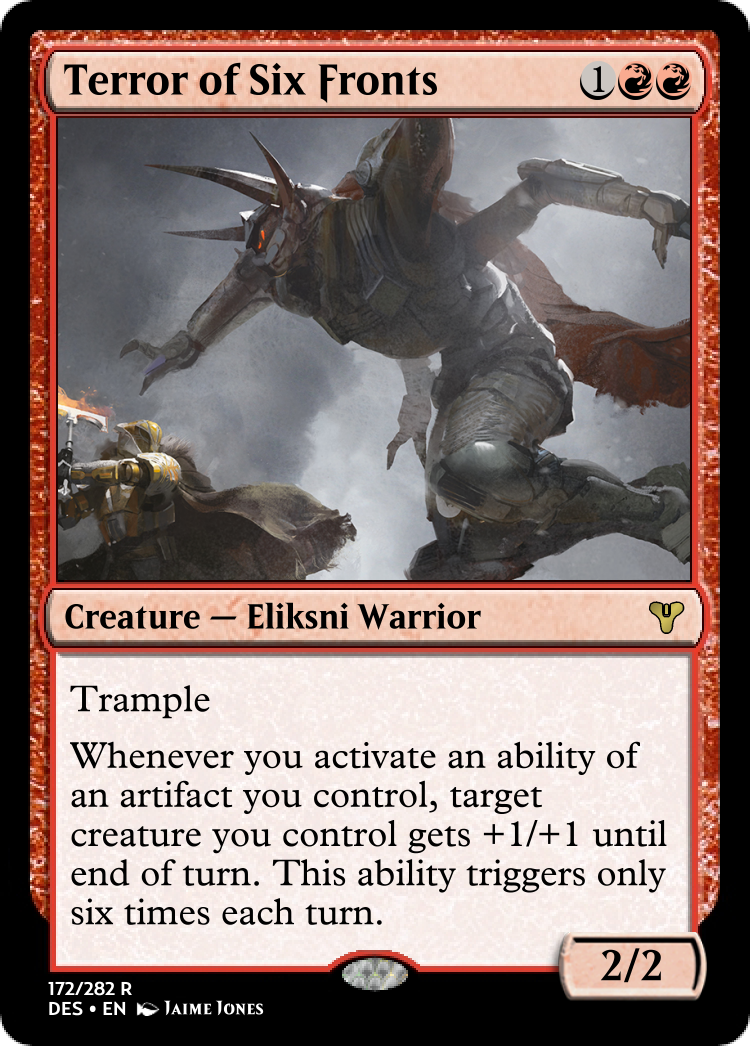 Terror of Six Fronts 1
Creature — Eliksni Warrior
Trample
Whenever you activate an ability of
an artifact you control, target
creature you control gets +1/+1 until
end of turn. This ability triggers only
six times each turn.
2/2
172/282 R
DES • EN Jaime Jones